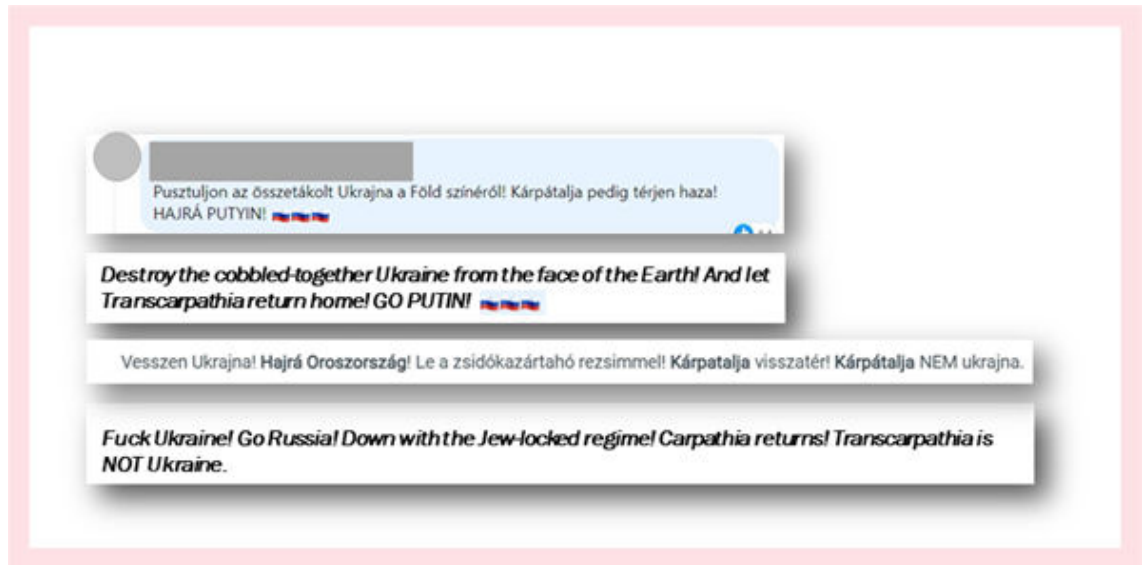 Pusztuljon az összetákolt Ukrajna a Föld színéről! Kárpátalja pedig térjen haza!
HAJRÁ PUTYIN! 🇷🇺🇷🇺🇷🇺
Destroy the cobbled-together Ukraine from the face of the Earth! And let
Transcarpathia return home! GO PUTIN! 🇷🇺🇷🇺🇷🇺
Vesszen Ukrajna! Hajrá Oroszország! Le a zsidókazártahó rezsimmel! Kárpatalja visszatér! Kárpátalja NEM ukrajna.
Fuck Ukraine! Go Russia! Down with the Jew-locked regime! Carpathia returns! Transcarpathia is
NOT Ukraine.